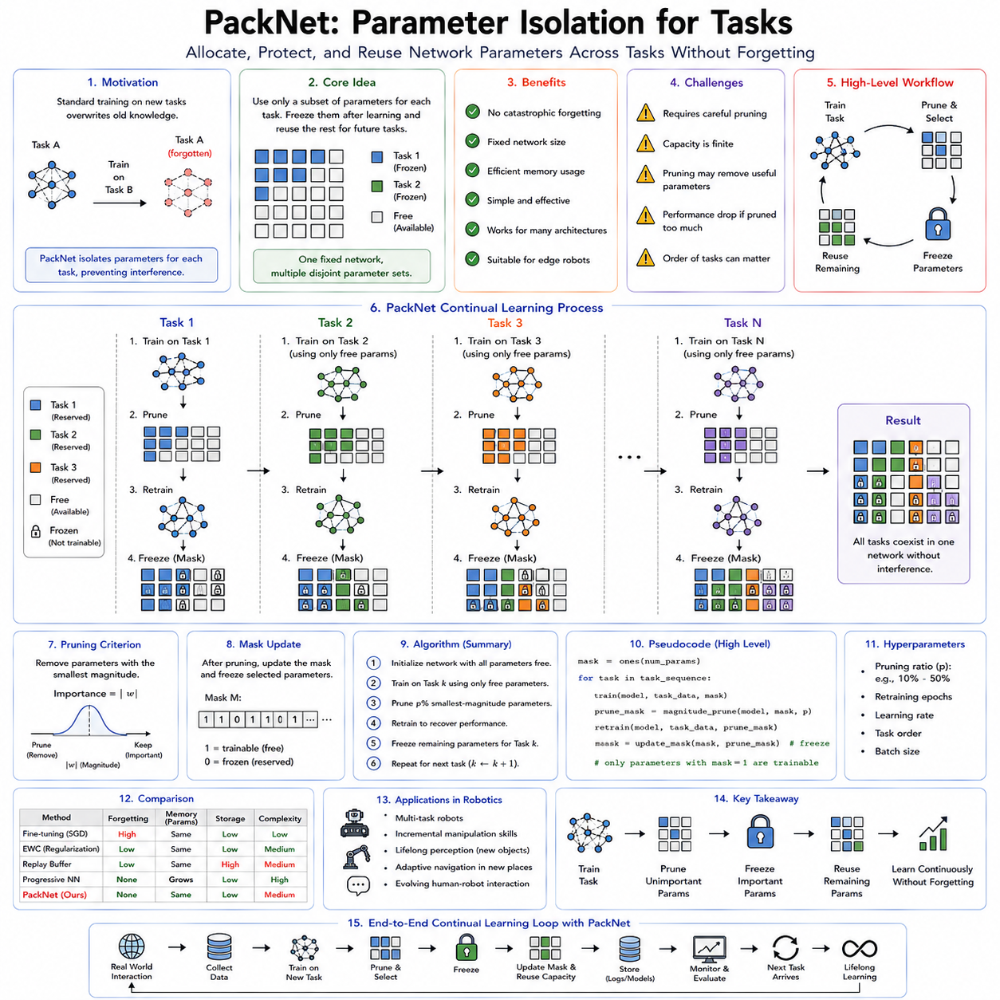 PackNet: Parameter Isolation for Tasks
Allocate, Protect, and Reuse Network Parameters Across Tasks Without Forgetting
1. Motivation
Standard training on new tasks
overwrites old knowledge.
Task A
Train
on
Task B
Task A
(forgotten)
PackNet isolates parameters for each
task, preventing interference.
2. Core Idea
Use only a subset of parameters for each
task. Freeze them after learning and
reuse the rest for future tasks.
Task 1
(Frozen)
Task 2
(Frozen)
Free
(Available)
One fixed network,
multiple disjoint parameter sets.
3. Benefits
No catastrophic forgetting
Fixed network size
Efficient memory usage
Simple and effective
Works for many architectures
Suitable for edge robots
4. Challenges
Requires careful pruning
Capacity is finite
Pruning may remove useful
parameters
Performance drop if pruned
too much
Order of tasks can matter
5. High-Level Workflow
Train
Task
Prune &
Select
Freeze
Parameters
Reuse
Remaining
6. PackNet Continual Learning Process
Task 1
(Reserved)
Task 2
(Reserved)
Task 3
(Reserved)
Free
(Available)
Frozen
(Not trainable)
Task 1
1. Train on Task 1
2. Prune
3. Retrain
4. Freeze (Mask)
Task 2
1. Train on Task 2
(using only free params)
2. Prune
3. Retrain
4. Freeze (Mask)
Task 3
1. Train on Task 3
(using only free params)
2. Prune
3. Retrain
4. Freeze (Mask)
...
Task N
1. Train on Task N
(using only free params)
2. Prune
3. Retrain
4. Freeze (Mask)
Result
All tasks coexist in one
network without
interference.
7. Pruning Criterion
Remove parameters with the
smallest magnitude.
Importance = | w|
Prune
(Remove)
Keep
(Important)
|w| (Magnitude)
8. Mask Update
After pruning, update the mask
and freeze selected parameters.
Mask M:
1 1 0 1 1 0 1 ... ...
1 = trainable (free)
0 = frozen (reserved)
9. Algorithm (Summary)
1 Initialize network with all parameters free.
2 Train on Task k using only free parameters.
3 Prune p% smallest-magnitude parameters.
4 Retrain to recover performance.
5 Freeze remaining parameters for Task k.
6 Repeat for next task (k ← k + 1).
10. Pseudocode (High Level)
mask = ones(num_params)
for task in task_sequence:
train(model, task_data, mask)
prune_mask = magnitude_prune(model, mask, p)
retrain(model, task_data, prune_mask)
maask = update_mask(mask, prune_mask) # freeze
# only parameters with mask=1 are trainable
11. Hyperparameters
• Pruning ratio (p):
e.g., 10% - 50%
• Retraining epochs
• Learning rate
• Task order
• Batch size
12. Comparison
Method Forgetting Memory (Params) Storage Complexity
Fine-tuning (SGD) High Same Low Low
EWC (Regularization) Low Same Low Medium
Replay Buffer Low Same High Medium
Progressive NN None Grows Low High
PackNet (Ours) None Same Low Medium
13. Applications in Robotics
• Multi-task robots
• Incremental manipulation skills
• Lifelong perception (new objects)
• Adaptive navigation in new places
• Evolving human-robot interaction
14. Key Takeaway
Train
Task
Prune
Unimportant
Params
Freeze
Important
Params
Reuse
Remaining
Params
Learn Continuously
Without Forgetting
15. End-to-End Continual Learning Loop with PackNet
Real World
Interaction
Collect
Data
Train on
New Task
Prune &
Select
Freeze
Update Mask &
Reuse Capacity
Store
(Logs/Models)
Monitor &
Evaluate
Next Task
Arrives
Lifelong
Learning